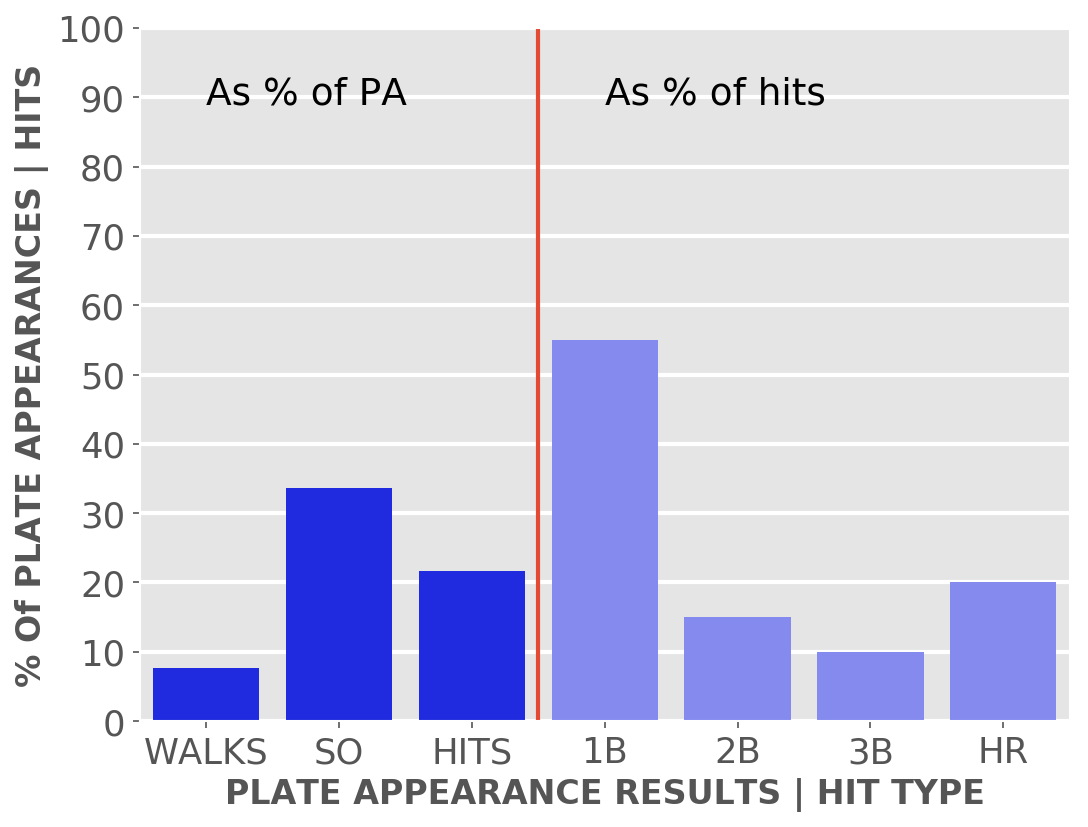 100
90
80
70
60
50
40
30
20
10
0
% Of PLATE APPEARANCES | HITS
As % of PA
As % of hits
WALKS SO HITS 1B 2B 3B HR
PLATE APPEARANCE RESULTS | HIT TYPE